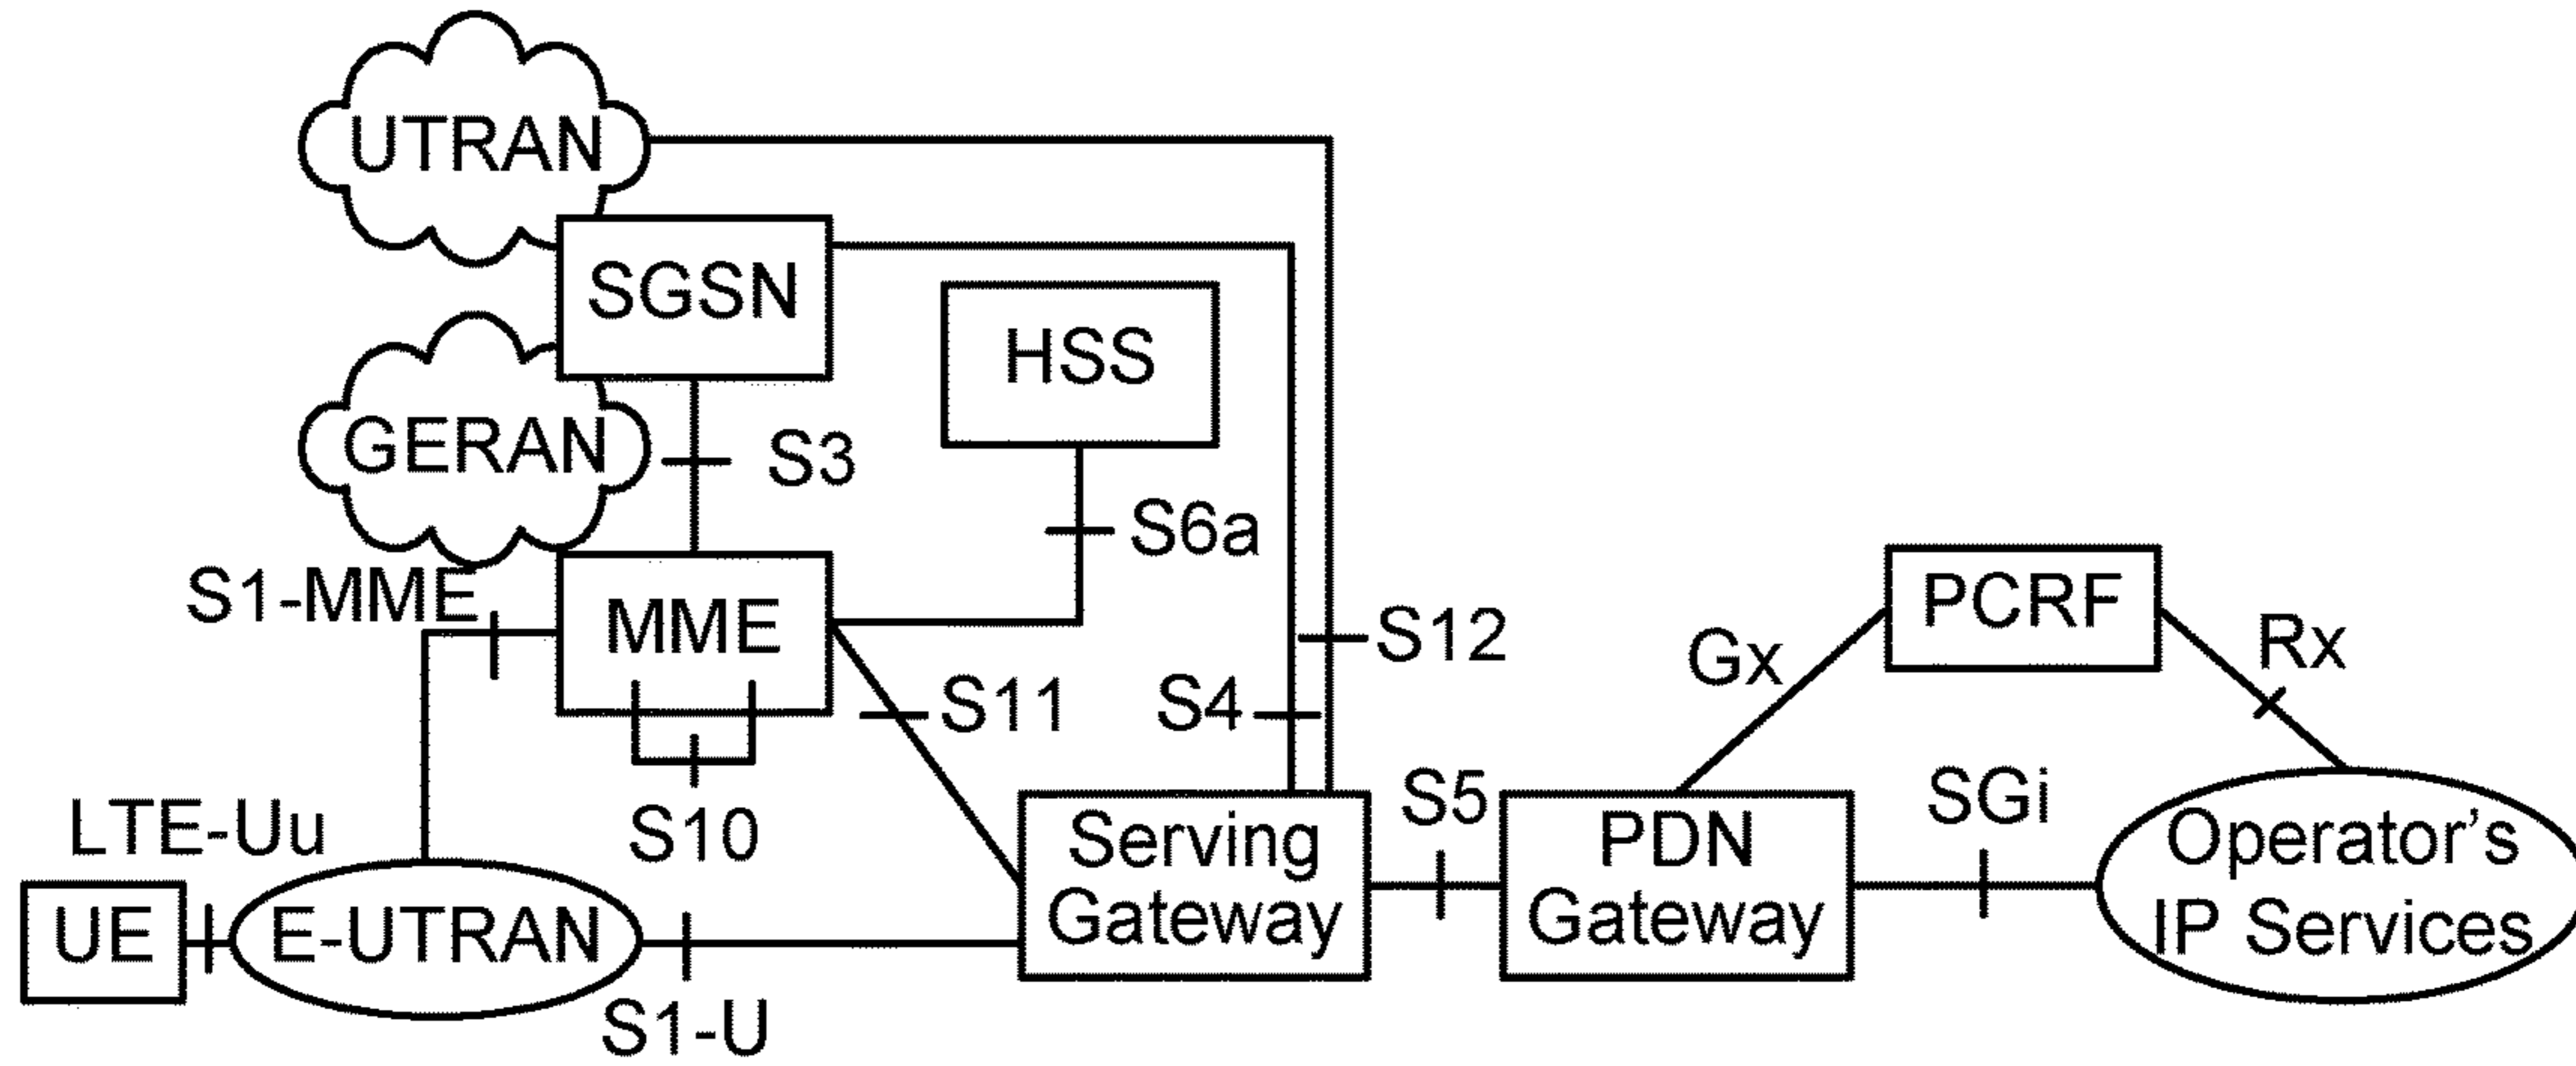 UTRAN
SGSN
HSS
GERAN
S3
S6a
S1-MME
MME
S12
PCRF
Gx
Rx
S11
S4
S10
LTE-Uu
S5
SGi
Serving
Gateway
PDN
Gateway
Operator’s
IP Services
UE
E-UTRAN
S1-U